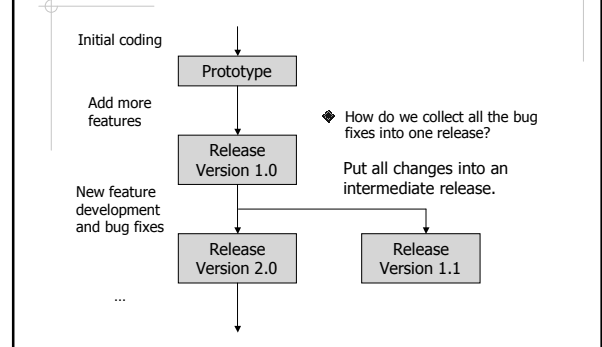 Initial coding
Prototype
Add more
features
How do we collect all the bug
fixes into one release?
Release
Version 1.0
Put all changes into an
intermediate release.
New feature
development
and bug fixes
Release
Version 2.0
Release
Version 1.1
...